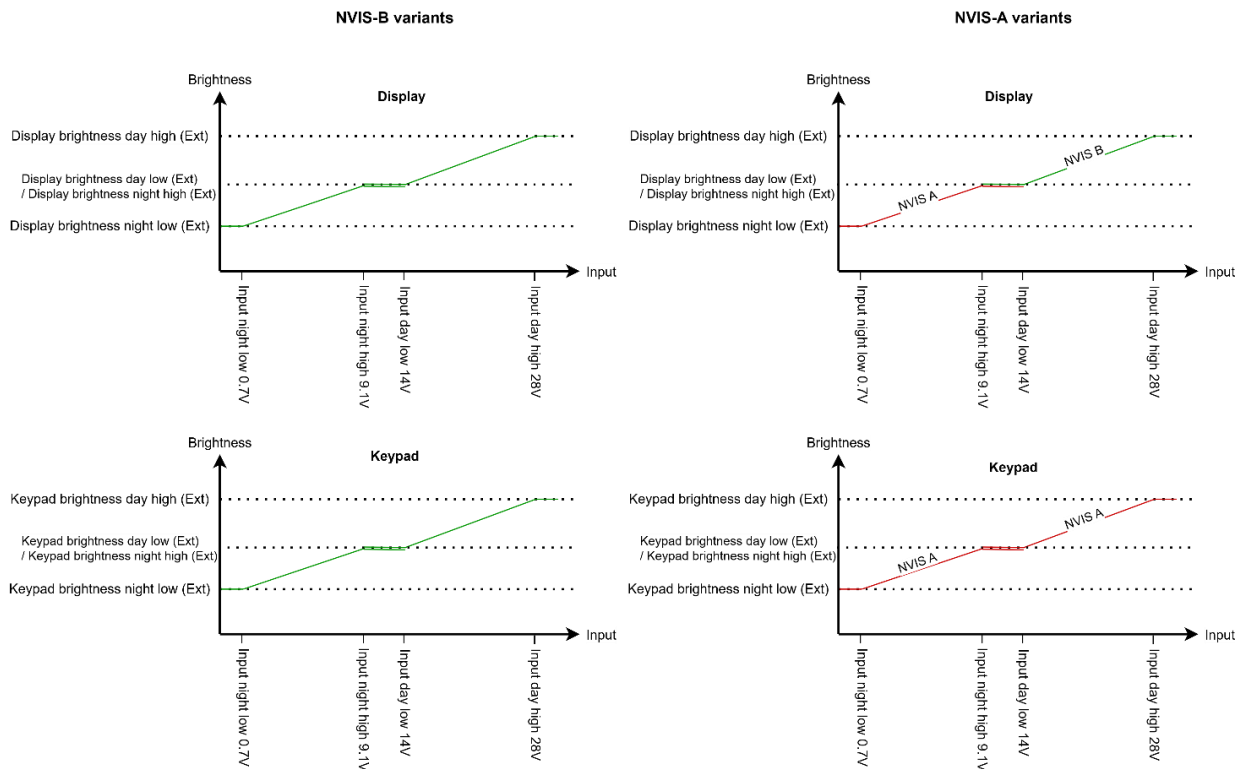 NVIS-B variants
NVIS-A variants
Brightness
Display
Display brightness day high (Ext)
Display brightness day low (Ext)
/ Display brightness night high (Ext)
Display brightness night low (Ext)
Input
Input night low 0.7V
Input night high 9.1V
Input day low 14V
Input day high 28V
Brightness
Display
Display brightness day high (Ext)
NVIS B
Display brightness day low (Ext)
/ Display brightness night high (Ext)
NVIS A
Display brightness night low (Ext)
Input
Input night low 0.7V
Input night high 9.1V
Input day low 14V
Input day high 28V
Brightness
Keypad
Keypad brightness day high (Ext)
Keypad brightness day low (Ext)
/ Keypad brightness night high (Ext)
Keypad brightness night low (Ext)
Input
Input night low 0.7V
Input night high 9.1V
Input day low 14V
Input day high 28V
Brightness
Keypad
Keypad brightness day high (Ext)
NVIS A
Keypad brightness day low (Ext)
/ Keypad brightness night high (Ext)
NVIS A
Keypad brightness night low (Ext)
Input
Input night low 0.7V
Input night high 9.1V
Input day low 14V
Input day high 28V